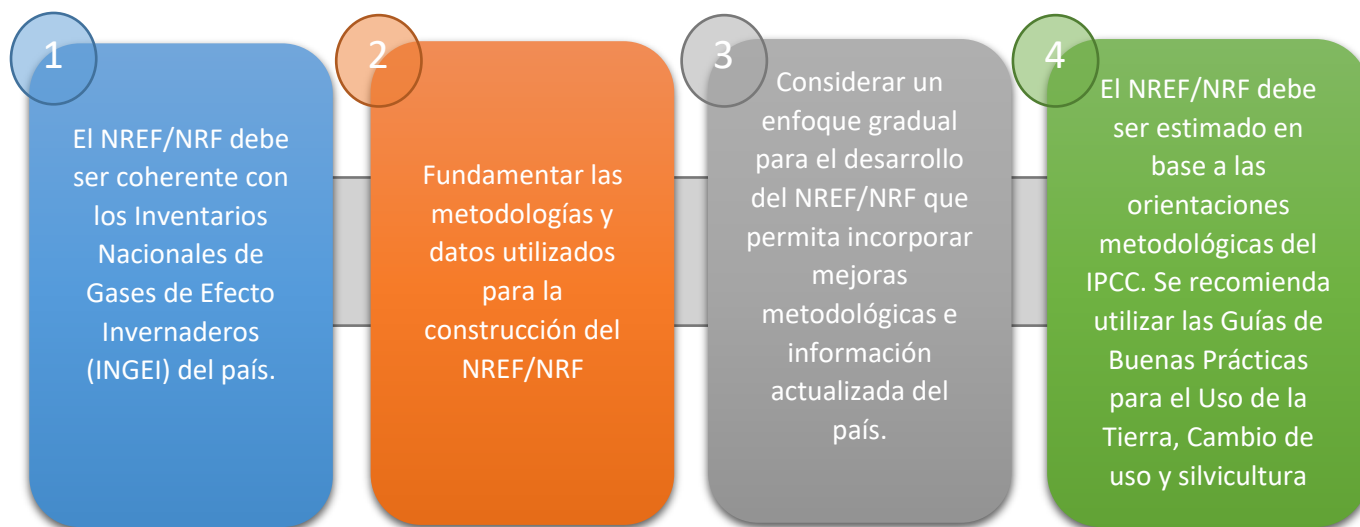 1
El NREF/NRF debe
ser coherente con
los Inventarios
Nacionales de
Gases de Efecto
Invernaderos
(INGEI) del país.
2
Fundamentar las
metodologías y
datos utilizados
para la
construcción del
NREF/NRF
3
Considerar un
enfoque gradual
para el desarrollo
del NREF/NRF que
permita incorporar
mejoras
metodológicas e
información
actualizada del
país.
4
El NREF/NRF debe
ser estimado en
base a las
orientaciones
metodológicas del
IPCC. Se recomienda
utilizar las Guías de
Buenas Prácticas
para el Uso de la
Tierra, Cambio de
uso y silvicultura